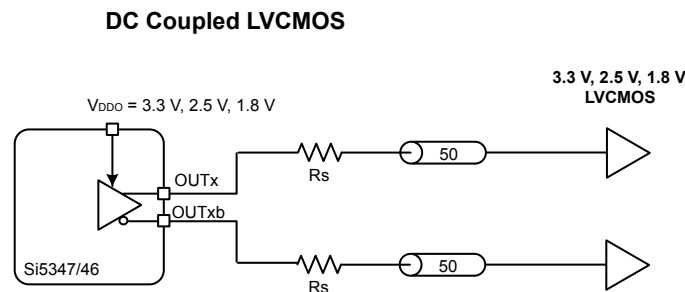 DC Coupled LVCMOS
3.3 V, 2.5 V, 1.8 V
LVCMOS
VDDO = 3.3 V, 2.5 V, 1.8 V
OUTx
Rs
50
OUTxb
Si5347/46
Rs
50